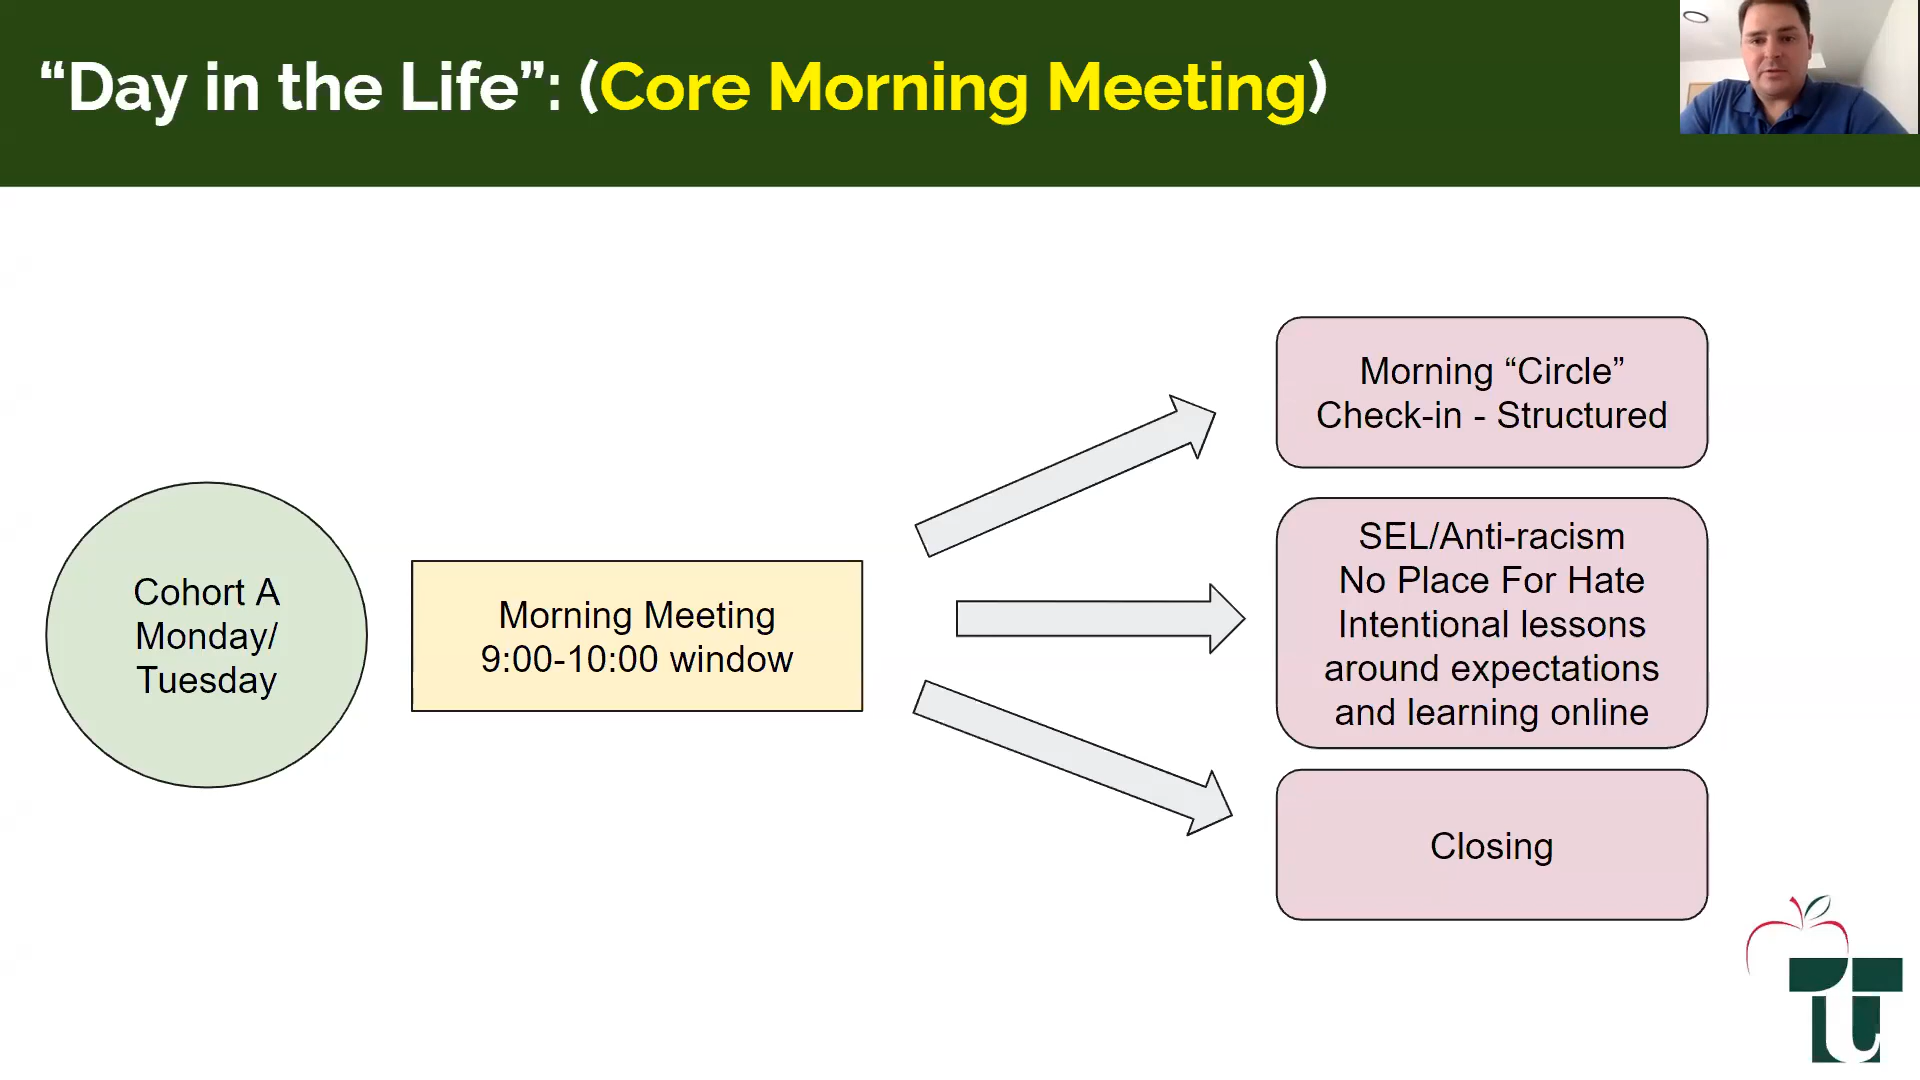 “Day in the Life”: (Core Morning Meeting)
Cohort A
Monday/
Tuesday
Morning Meeting
9:00-10:00 window
Morning “Circle”
Check-in - Structured
SEL/Anti-racism
No Place For Hate
Intentional lessons
around expectations
and learning online
Closing
TU